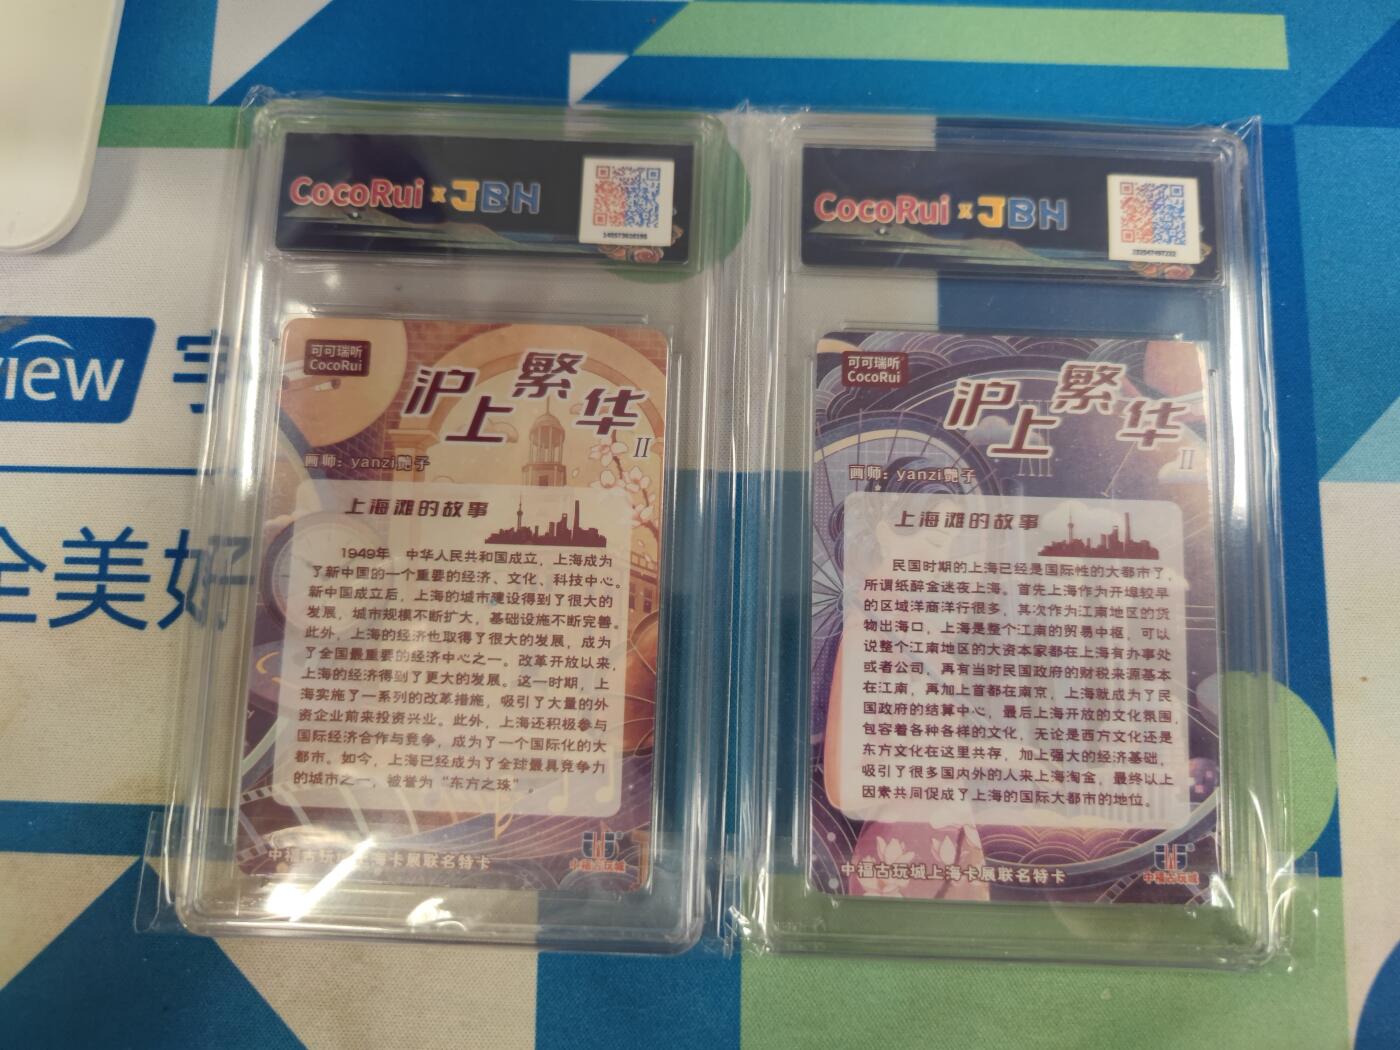 CocoRui x JBH
可可瑞听
CocoRui
沪上繁华II
画师：yanzi艷子
上海滩的故事
1949年，中华人民共和国成立，上海成为
了新中国的一个重要的经济、文化、科技中心。
新中国成立后，上海的城市建设得到了很大的
发展，城市规模不断扩大，基础设施不断完善。
此外，上海的经济也取得了很大的发展，成为
了全国最重要的经济中心之一。改革开放以来，
上海的经济得到了更大的发展。这一时期，上
海实施了一系列的改革措施，吸引了大量的外
资企业前来投资兴业。此外，上海还积极参与
国际经济合作与竞争，成为了一个国际化的大
都市。如今，上海已经成为了全球最具竞争力
的城市之一，被誉为“东方之珠”。
中福古玩城上海卡展联名特卡
中福古玩城
CocoRui x JBH
可可瑞听
CocoRui
沪上繁华II
画师：yanzi艷子
上海滩的故事
民国时期的上海已经是国际性的大都市了，
所谓纸醉金迷夜上海。首先上海作为开埠较早
的区域洋商洋行很多，其次作为江南地区的货
物出海口，上海是整个江南的贸易中枢，可以
说整个江南地区的大资本家都在上海有办事处
或者公司，再有当时民国政府的财税来源基本
在江南，再加上首都在南京，上海就成为了民
国政府的结算中心，最后上海开放的文化氛围，
包容着各种各样的文化，无论是西方文化还是
东方文化在这里共存，加上强大的经济基础，
吸引了很多国内外的人来上海淘金，最终以上
因素共同促成了上海的国际大都市的地位。
中福古玩城上海卡展联名特卡
中福古玩城
view
全美好